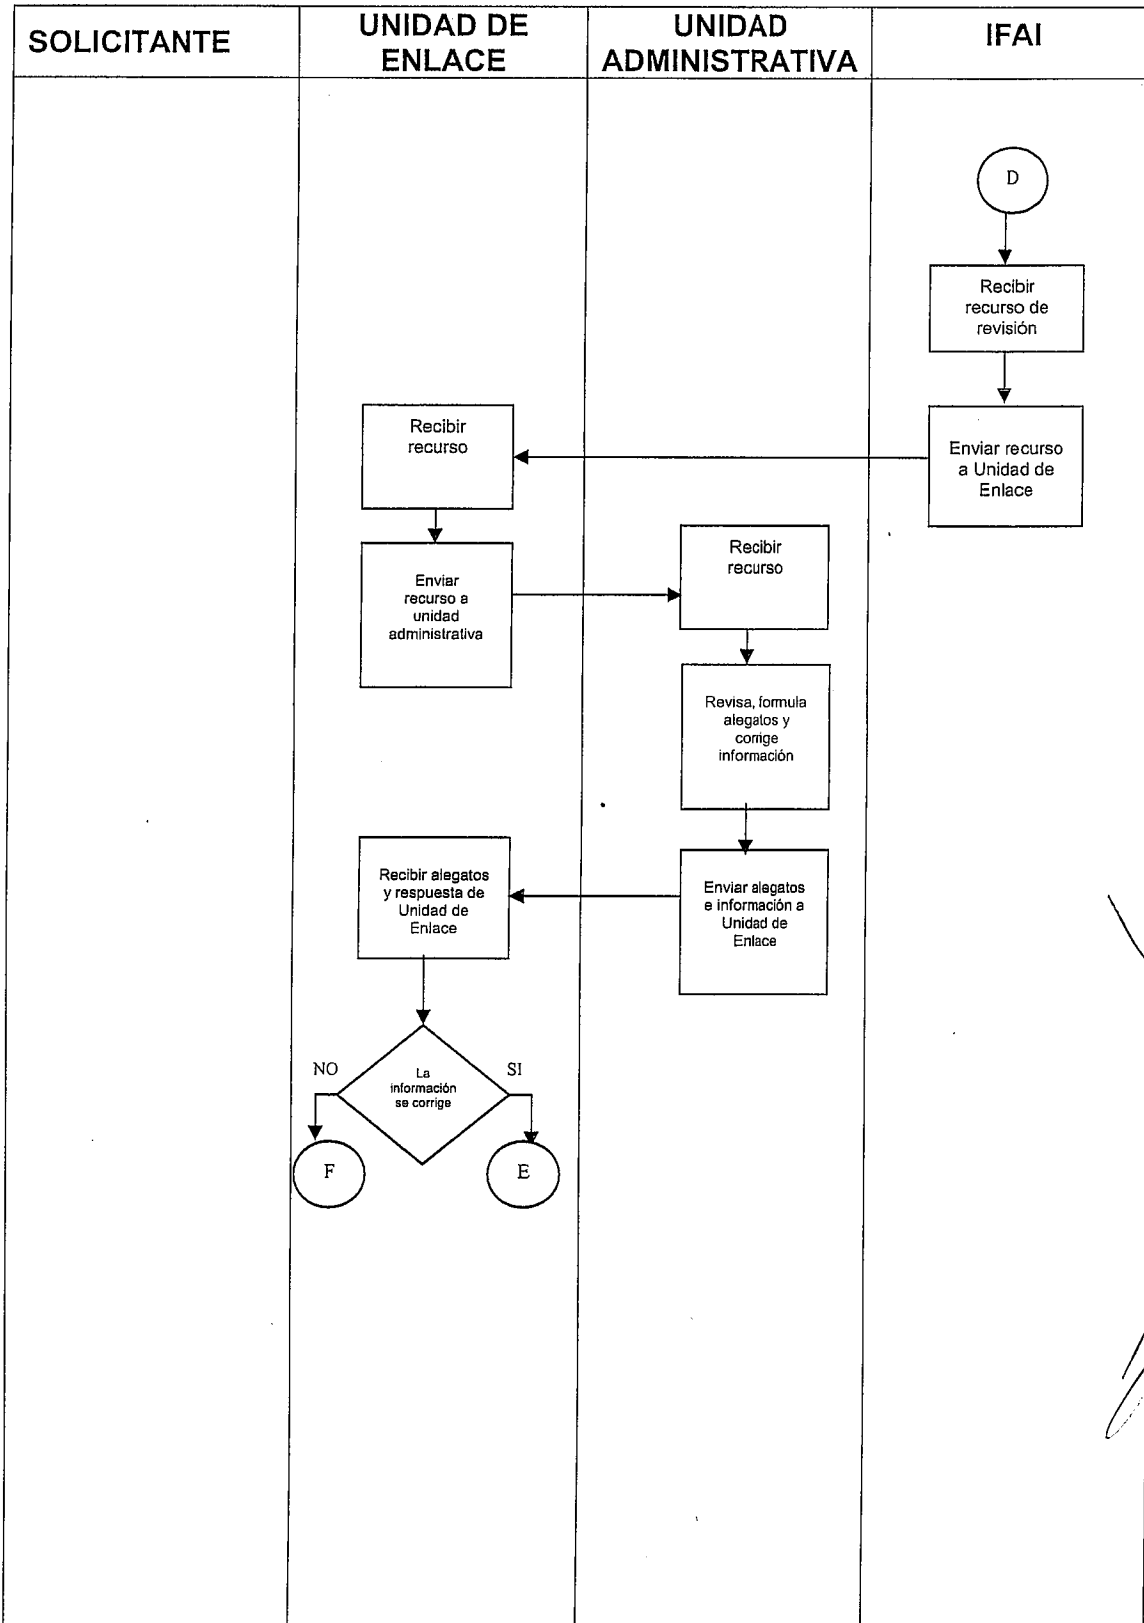 SOLICITANTE
UNIDAD DE
ENLACE
UNIDAD
ADMINISTRATIVA
IFAI
D
Recibir
recurso de
revisión
Enviar recurso
a Unidad de
Enlace
Recibir
recurso
Enviar
recurso a
unidad
administrativa
Recibir
recurso
Revisa, formula
alegatos y
corrige
información
Enviar alegatos
e información a
Unidad de
Enlace
Recibir alegatos
y respuesta de
Unidad de
Enlace
La
información
se corrige
NO
SI
F
E